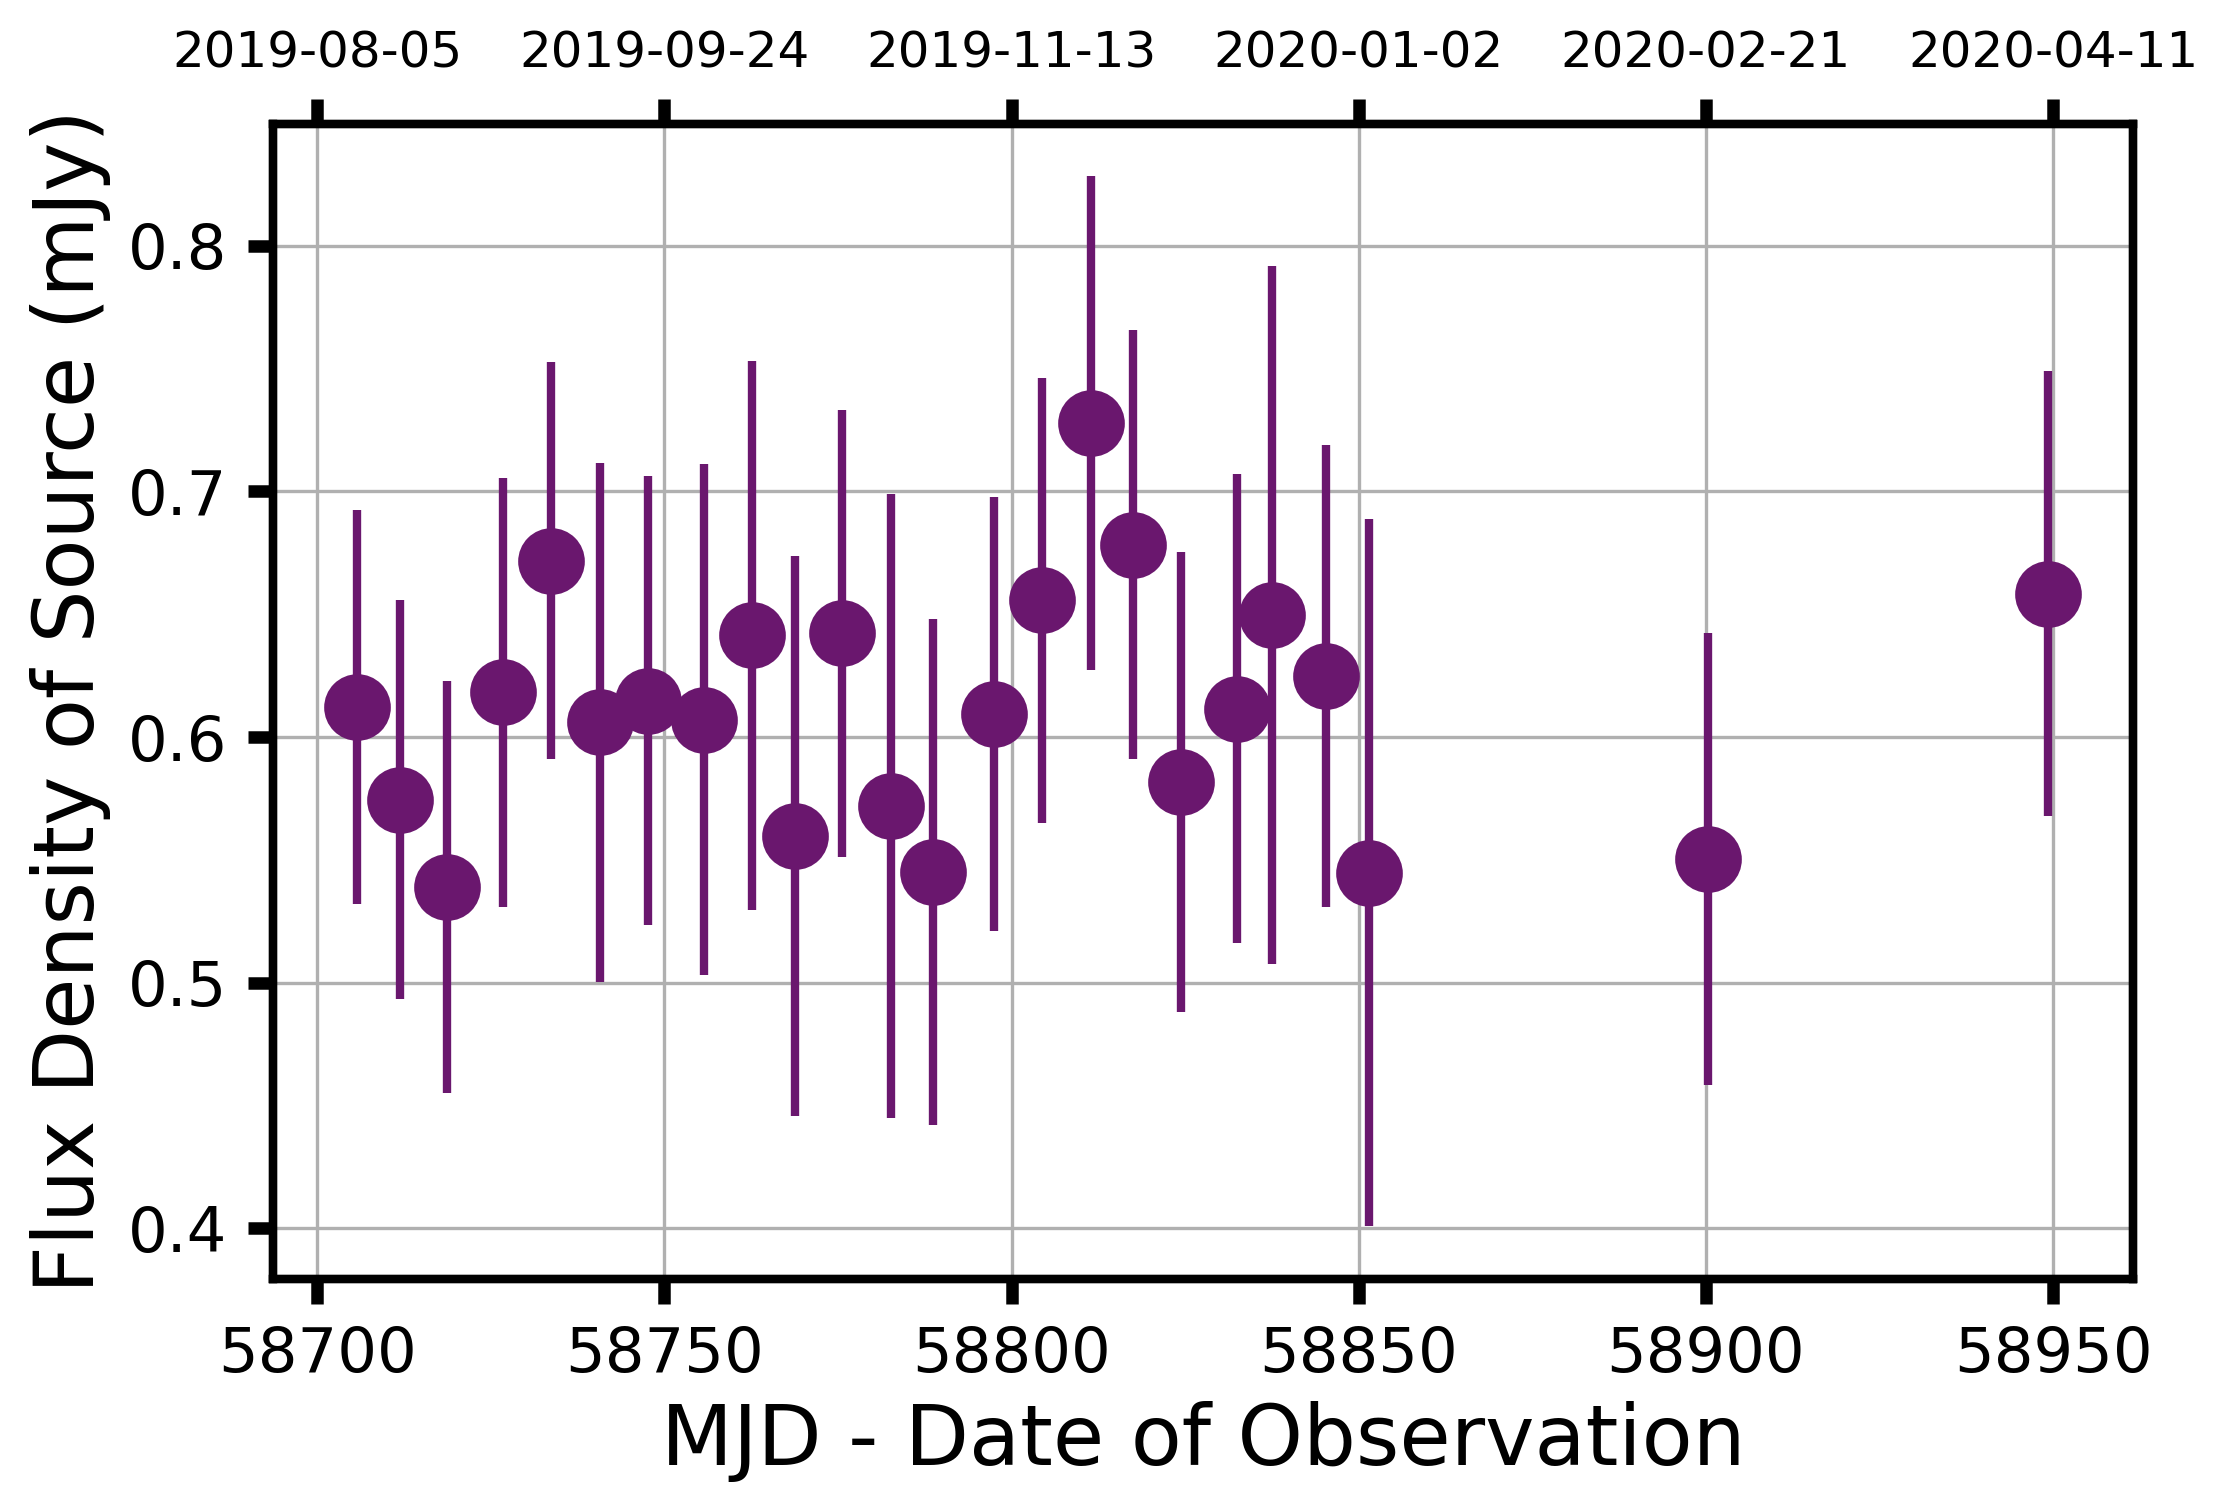 2019-08-05 2019-09-24 2019-11-13 2020-01-02 2020-02-21 2020-04-11
Flux Density of Source (mJy)
0.8
0.7
0.6
0.5
0.4
58700 58750 58800 58850 58900 58950
MJD - Date of Observation